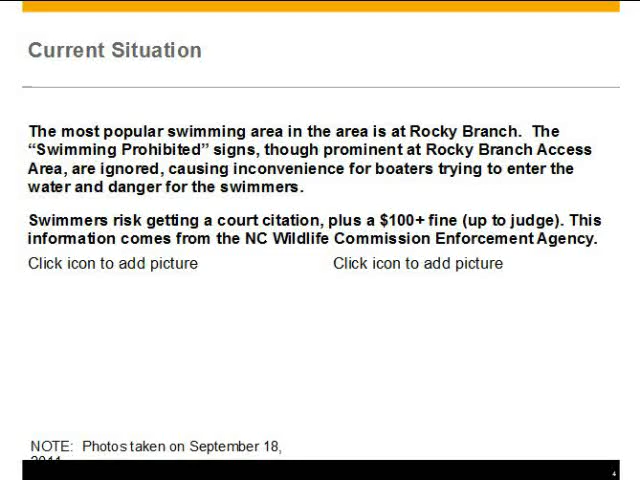 Current Situation
The most popular swimming area in the area is at Rocky Branch.  The
“Swimming Prohibited” signs, though prominent at Rocky Branch Access
Area, are ignored, causing inconvenience for boaters trying to enter the
water and danger for the swimmers.
Swimmers risk getting a court citation, plus a $100+ fine (up to judge). This
information comes from the NC Wildlife Commission Enforcement Agency.
Click icon to add picture
Click icon to add picture
NOTE:  Photos taken on September 18,
4